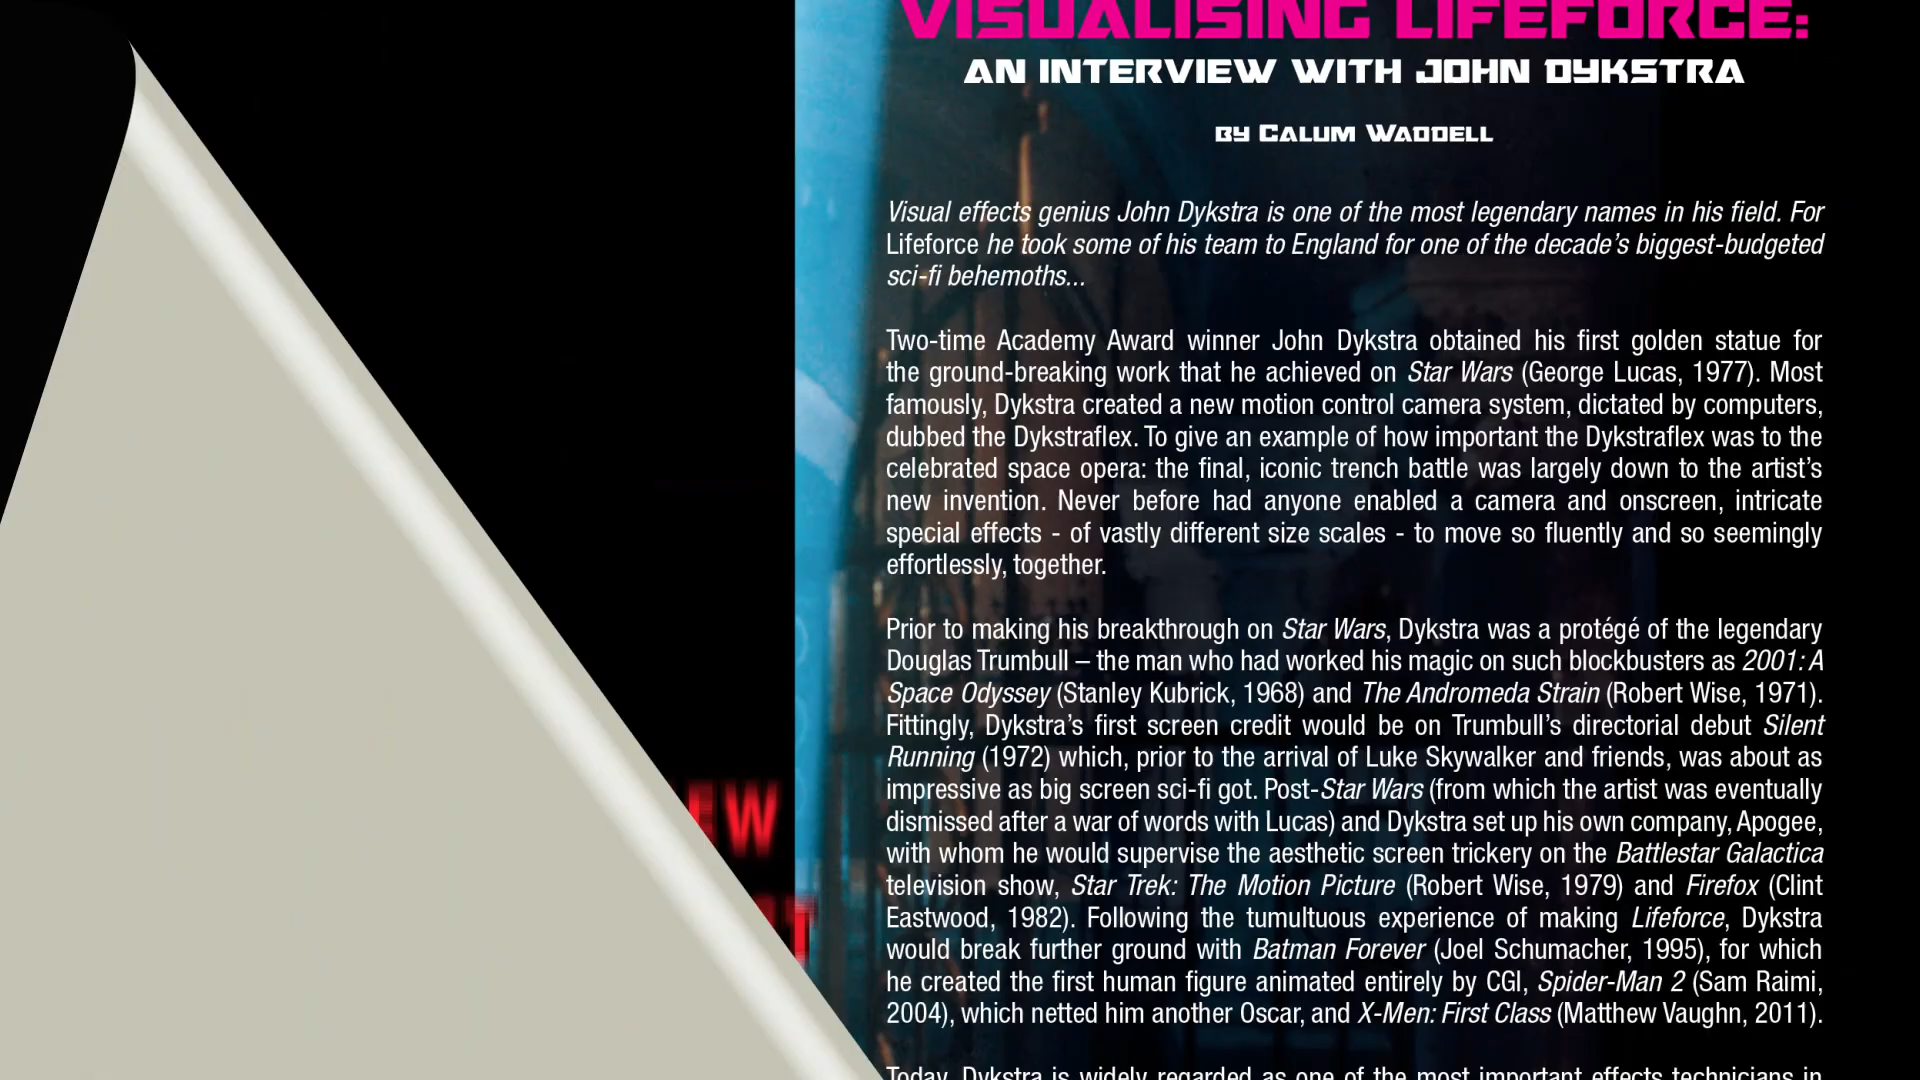 VISUALISING LIFEFORCE:
AN INTERVIEW WITH JOHN DYKSTRA
BY CALUM WADDELL
Visual effects genius John Dykstra is one of the most legendary names in his field. For
Lifeforce he took some of his team to England for one of the decade's biggest-budgeted
sci-fi behemoths...
Two-time Academy Award winner John Dykstra obtained his first golden statue for
the ground-breaking work that he achieved on Star Wars (George Lucas, 1977). Most
famously, Dykstra created a new motion control camera system, dictated by computers,
dubbed the Dykstraflex. To give an example of how important the Dykstraflex was to the
celebrated space opera: the final, iconic trench battle was largely down to the artist's
new invention. Never before had anyone enabled a camera and onscreen, intricate
special effects - of vastly different size scales - to move so fluently and so seemingly
effortlessly, together.
Prior to making his breakthrough on Star Wars, Dykstra was a protégé of the legendary
Douglas Trumbull – the man who had worked his magic on such blockbusters as 2001: A
Space Odyssey (Stanley Kubrick, 1968) and The Andromeda Strain (Robert Wise, 1971).
Fittingly, Dykstra's first screen credit would be on Trumbull's directorial debut Silent
Running (1972) which, prior to the arrival of Luke Skywalker and friends, was about as
impressive as big screen sci-fi got. Post-Star Wars (from which the artist was eventually
dismissed after a war of words with Lucas) and Dykstra set up his own company, Apogee,
with whom he would supervise the aesthetic screen trickery on the Battlestar Galactica
television show, Star Trek: The Motion Picture (Robert Wise, 1979) and Firefox (Clint
Eastwood, 1982). Following the tumultuous experience of making Lifeforce, Dykstra
would break further ground with Batman Forever (Joel Schumacher, 1995), for which
he created the first human figure animated entirely by CGI, Spider-Man 2 (Sam Raimi,
2004), which netted him another Oscar, and X-Men: First Class (Matthew Vaughn, 2011).
Today, Dykstra is widely regarded as one of the most important effects technicians in